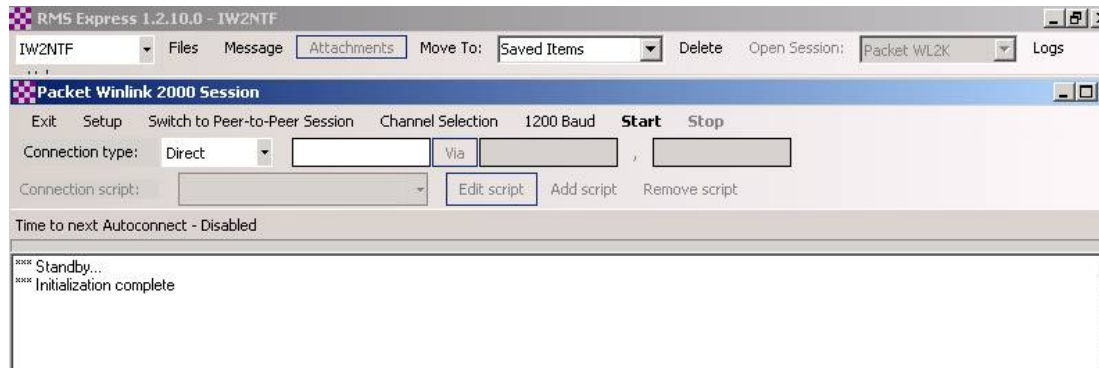 RMS Express 1.2.10.0 - IW2NTF
IW2NTF Files Message Attachments Move To: Saved Items Delete Open Session: Packet WL2K Logs
Packet Winlink 2000 Session
Exit Setup Switch to Peer-to-Peer Session Channel Selection 1200 Baud Start Stop
Connection type: Direct Via ,
Connection script: Edit script Add script Remove script
Time to next Autoconnect - Disabled
*** Standby...
*** Initialization complete